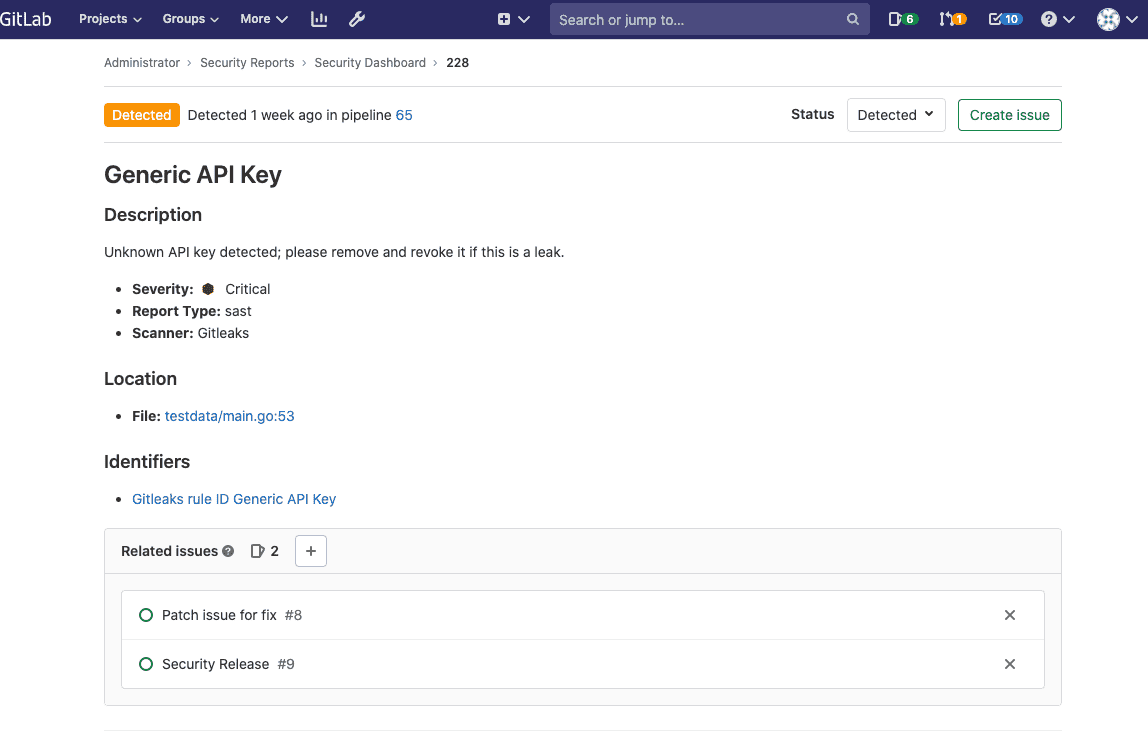 GitLab Projects Groups More Search or jump to... 6 1 10
Administrator › Security Reports › Security Dashboard › 228
Detected Detected 1 week ago in pipeline 65 Status Detected Create issue
Generic API Key
Description
Unknown API key detected; please remove and revoke it if this is a leak.
• Severity: Critical
• Report Type: sast
• Scanner: Gitleaks
Location
• File: testdata/main.go:53
Identifiers
• Gitleaks rule ID Generic API Key
Related issues ? 2 +
Patch issue for fix #8
Security Release #9